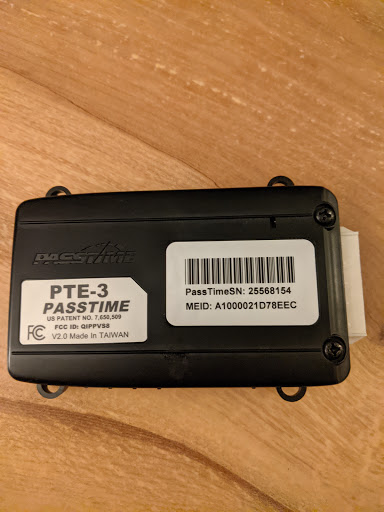 PASSTIME
PTE-3
PASSTIME
US PATENT NO. 7,650,509
FCC ID: QIPPVS8
FC V2.0 Made In TAIWAN
PassTimeSN: 25568154
MEID: A1000021D78EEC